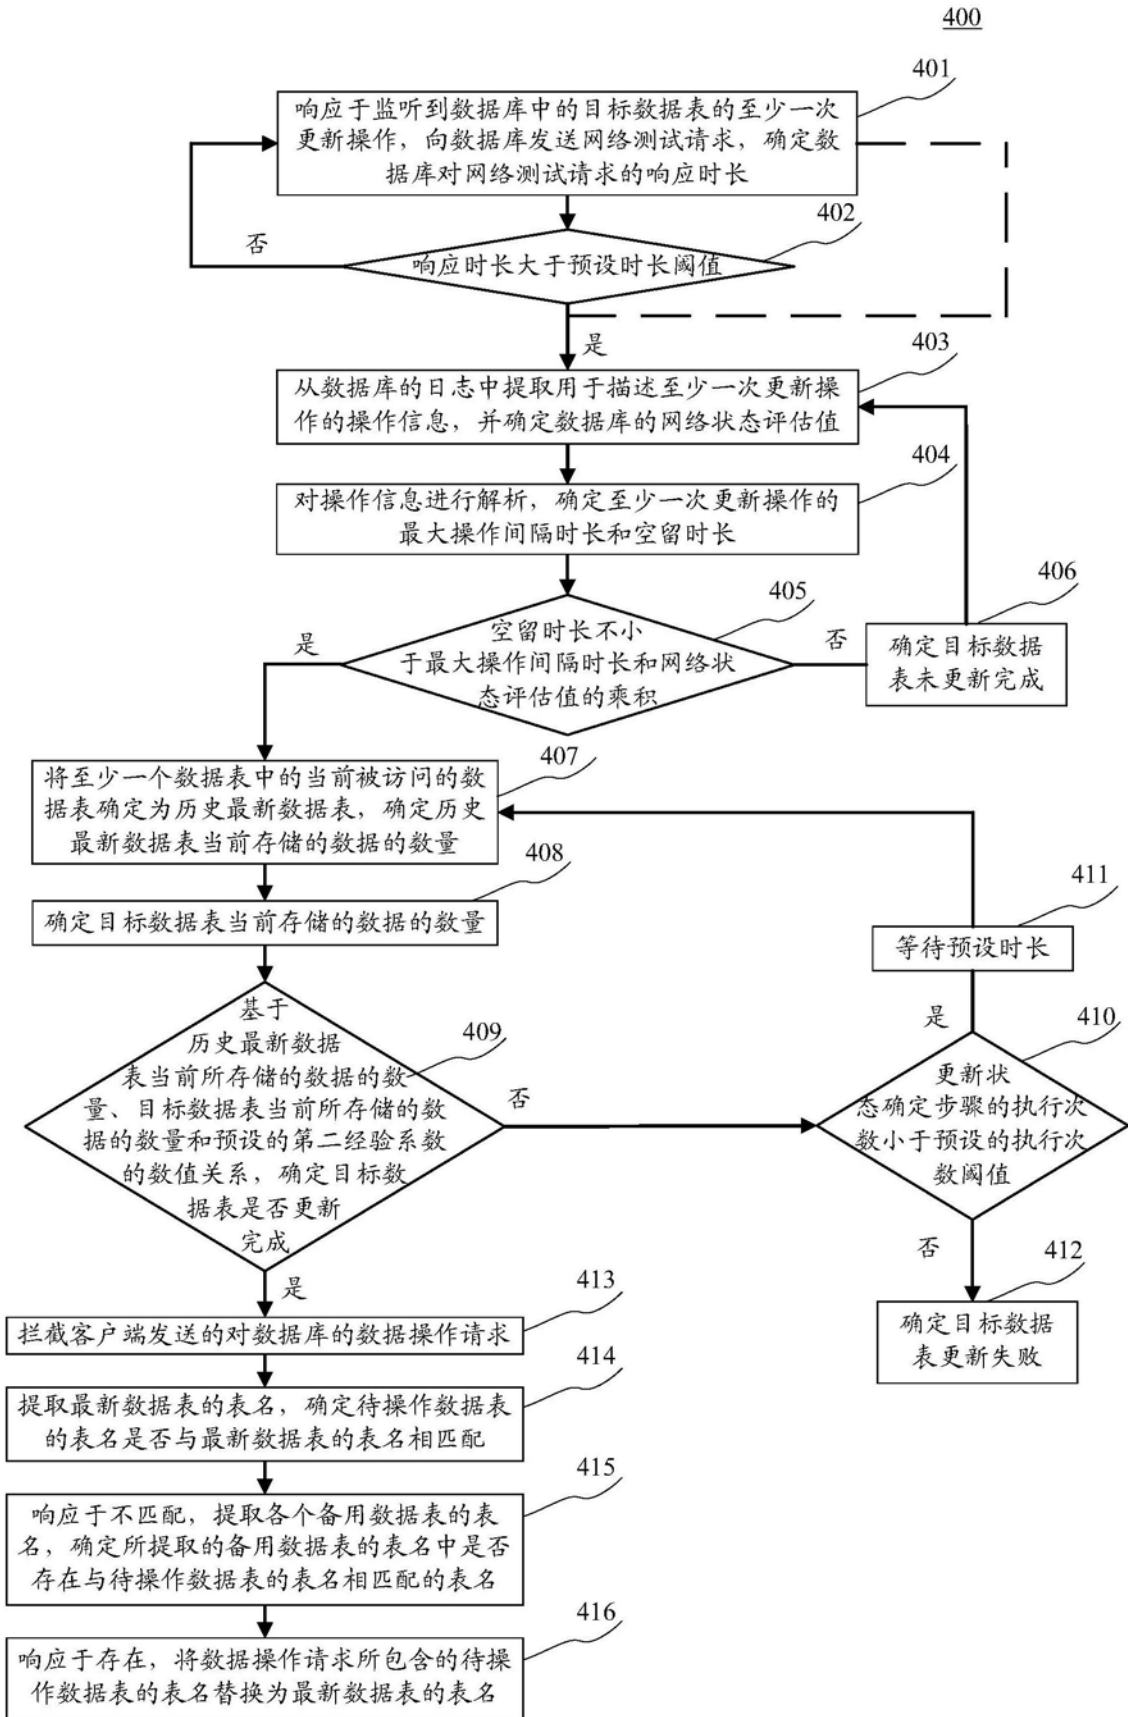 400
401
响应于监听到数据库中的目标数据表的至少一次
更新操作，向数据库发送网络测试请求，确定数
据库对网络测试请求的响应时长
402
否
响应时长大于预设时长阈值
是
403
从数据库的日志中提取用于描述至少一次更新操
作的操作信息，并确定数据库的网络状态评估值
404
对操作信息进行解析，确定至少一次更新操作的
最大操作间隔时长和空留时长
405
406
是
空留时长不小
于最大操作间隔时长和网络状
态评估值的乘积
否
确定目标数据
表未更新完成
407
将至少一个数据表中的当前被访问的数
据表确定为历史最新数据表，确定历史
最新数据表当前存储的数据的数量
408
确定目标数据表当前存储的数据的数量
411
等待预设时长
409
基于
历史最新数据
表当前所存储的数据的数
量、目标数据表当前所存储的数
据的数量和预设的第二经验系数
的数值关系，确定目标数
据表是否更新
完成
否
是
410
更新状
态确定步骤的执行次
数小于预设的执行次
数阈值
否
412
确定目标数据
表更新失败
是
413
拦截客户端发送的对数据库的数据操作请求
414
提取最新数据表的表名，确定待操作数据表
的表名是否与最新数据表的表名相匹配
415
响应于不匹配，提取各个备用数据表的表
名，确定所提取的备用数据表的表名中是否
存在与待操作数据表的表名相匹配的表名
416
响应于存在，将数据操作请求所包含的待操
作数据表的表名替换为最新数据表的表名